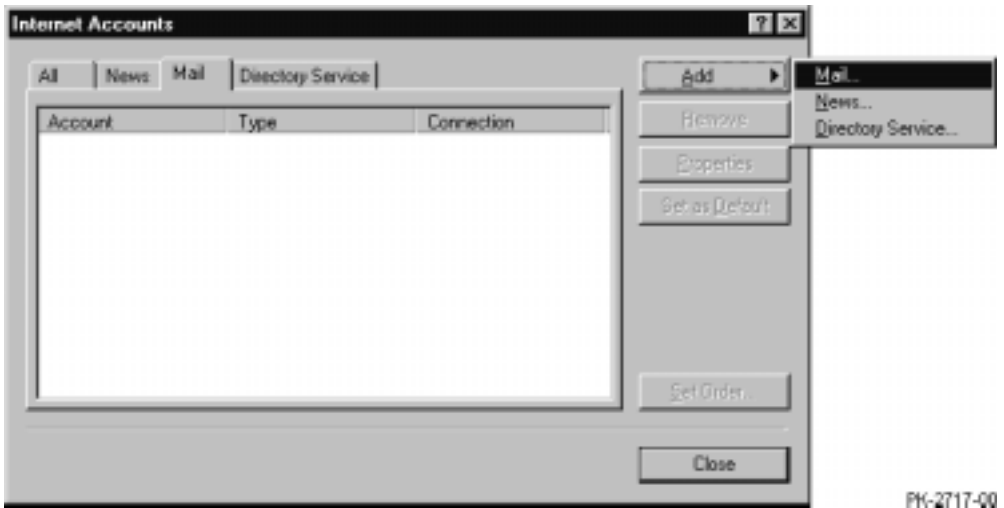 Internet Accounts
All News Mail Directory Service
Add
Mail...
News...
Directory Service...
Account Type Connection
Remove
Properties
Set as Default
Set Order...
Close
PK-2717-00